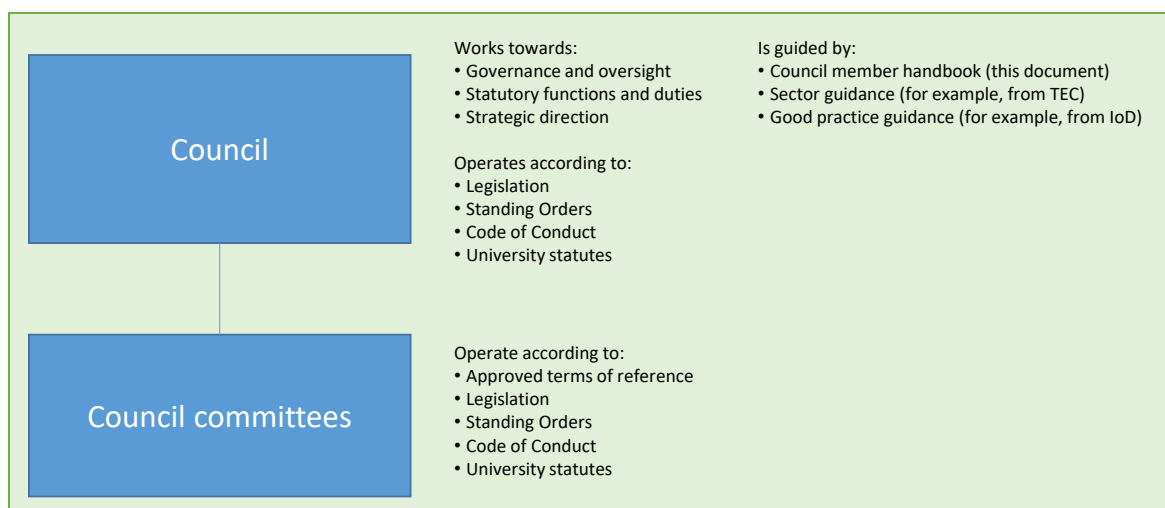 Council
Works towards:
• Governance and oversight
• Statutory functions and duties
• Strategic direction
Operates according to:
• Legislation
• Standing Orders
• Code of Conduct
• University statutes
Is guided by:
• Council member handbook (this document)
• Sector guidance (for example, from TEC)
• Good practice guidance (for example, from IoD)
Council committees
Operate according to:
• Approved terms of reference
• Legislation
• Standing Orders
• Code of Conduct
• University statutes